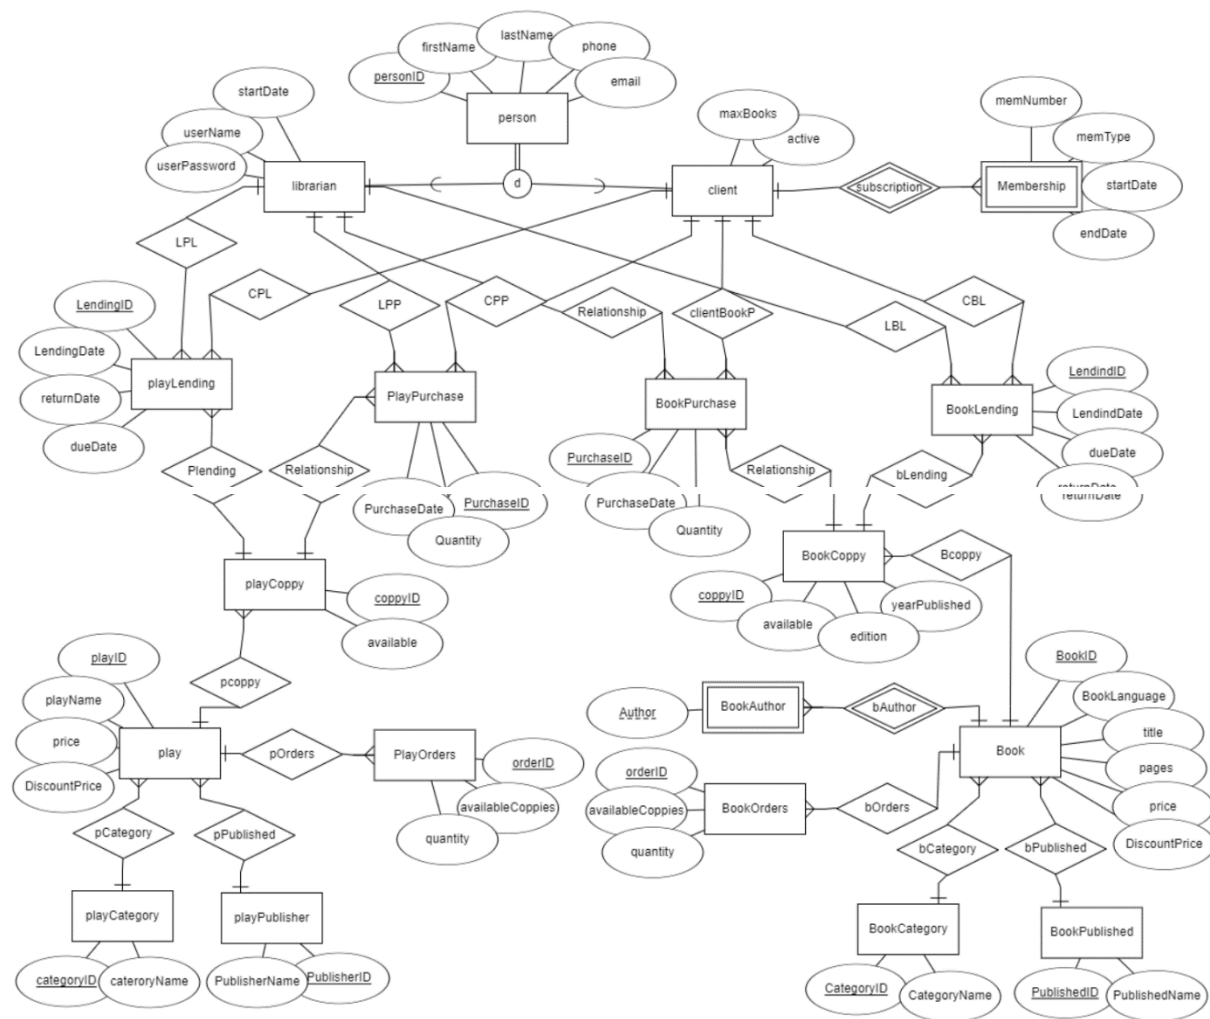 lastName
firstName
phone
personID
email
startDate
person
maxBooks
memNumber
userName
active
memType
userPassword
librarian
d
client
subscription
Membership
startDate
endDate
LPL
CPL
LPP
CPP
Relationship
clientBookP
LBL
CBL
LendingID
LendingDate
playLending
PlayPurchase
BookPurchase
BookLending
LendindID
returnDate
LendindDate
dueDate
dueDate
Plending
Relationship
PurchaseID
Relationship
bLending
returnDate
returnDate
PurchaseDate
PurchaseID
PurchaseDate
Quantity
Quantity
playCoppy
BookCoppy
Bcoppy
coppyID
coppyID
yearPublished
available
available
edition
playID
pcoppy
BookID
playName
Author
BookAuthor
bAuthor
BookLanguage
price
play
pOrders
PlayOrders
orderID
orderID
Book
title
pages
DiscountPrice
availableCoppies
availableCoppies
BookOrders
bOrders
price
quantity
quantity
DiscountPrice
pCategory
pPublished
bCategory
bPublished
playCategory
playPublisher
BookCategory
BookPublished
categoryID
cateroryName
PublisherName
PublisherID
CategoryID
CategoryName
PublishedID
PublishedName